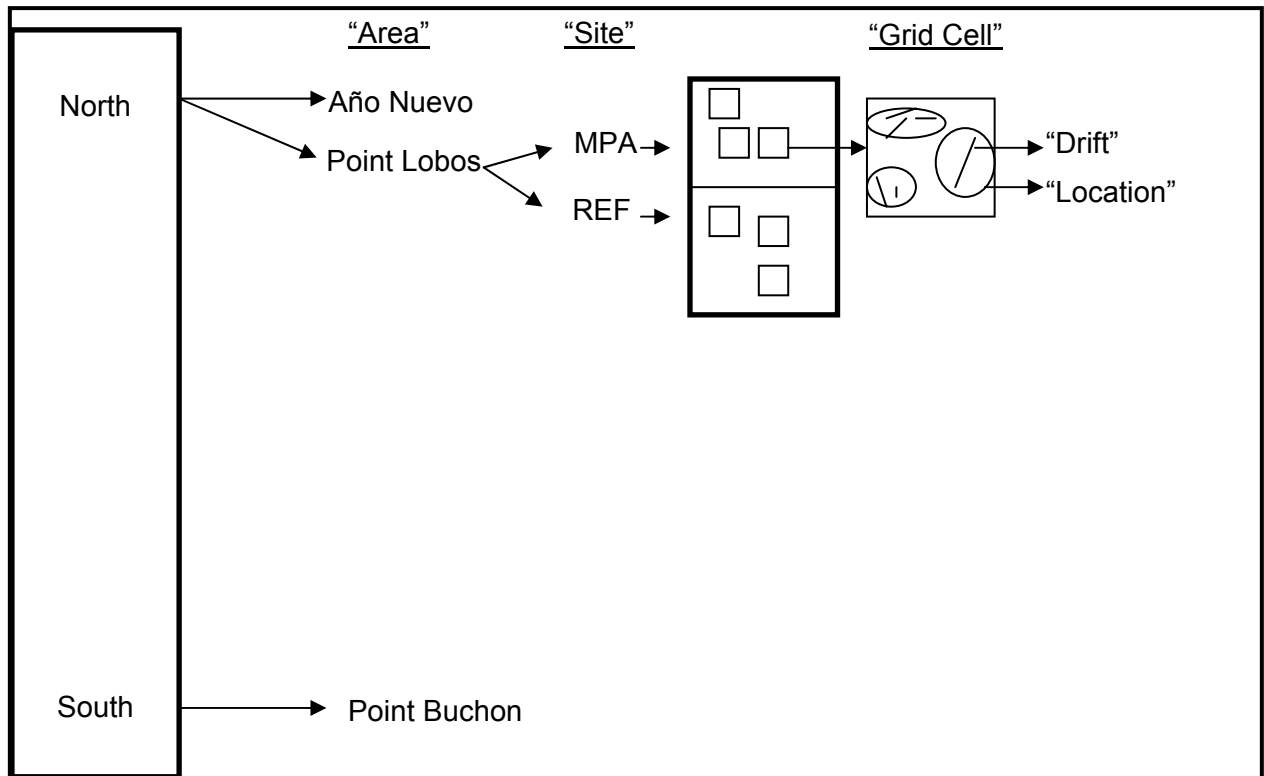 “Area”
“Site”
“Grid Cell”
North
Año Nuevo
Point Lobos
MPA
REF
“Drift”
“Location”
South
Point Buchon